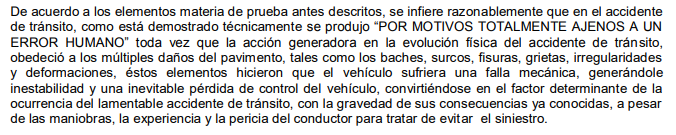 De acuerdo a los elementos materia de prueba antes descritos, se infiere razonablemente que en el accidente
de tránsito, como está demostrado técnicamente se produjo “POR MOTIVOS TOTALMENTE AJENOS A UN
ERROR HUMANO” toda vez que la acción generadora en la evolución física del accidente de tránsito,
obedeció a los múltiples daños del pavimento, tales como los baches, surcos, fisuras, grietas, irregularidades
y deformaciones, éstos elementos hicieron que el vehículo sufriera una falla mecánica, generándole
inestabilidad y una inevitable pérdida de control del vehículo, convirtiéndose en el factor determinante de la
ocurrencia del lamentable accidente de tránsito, con la gravedad de sus consecuencias ya conocidas, a pesar
de las maniobras, la experiencia y la pericia del conductor para tratar de evitar el siniestro.